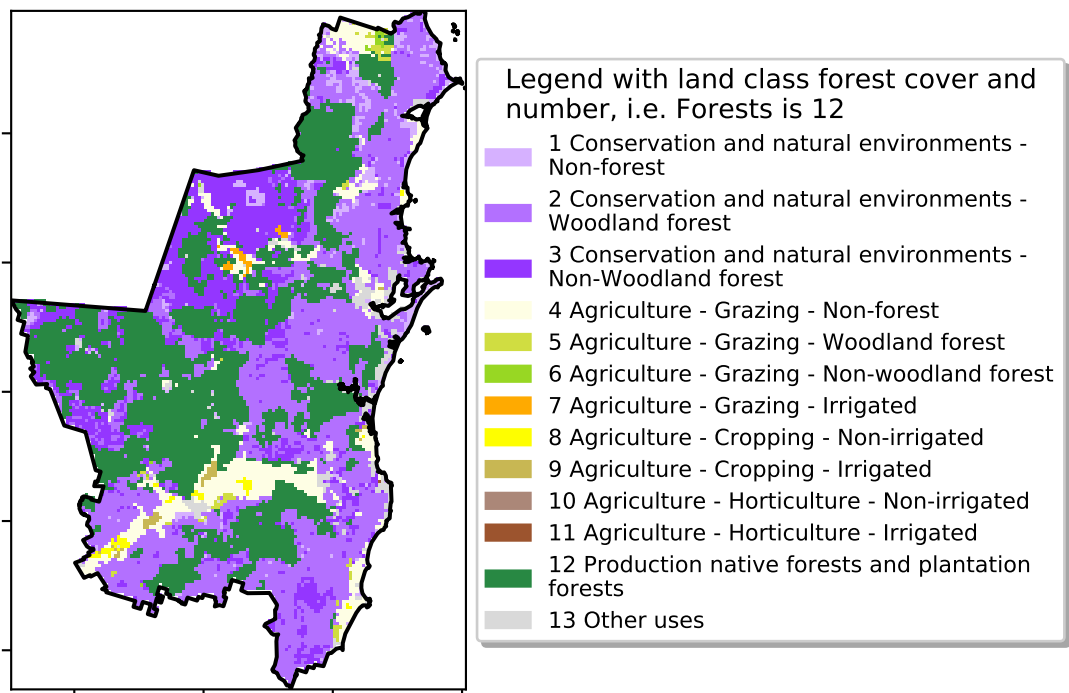 Legend with land class forest cover and
number, i.e. Forests is 12
1 Conservation and natural environments -
Non-forest
2 Conservation and natural environments -
Woodland forest
3 Conservation and natural environments -
Non-Woodland forest
4 Agriculture - Grazing - Non-forest
5 Agriculture - Grazing - Woodland forest
6 Agriculture - Grazing - Non-woodland forest
7 Agriculture - Grazing - Irrigated
8 Agriculture - Cropping - Non-irrigated
9 Agriculture - Cropping - Irrigated
10 Agriculture - Horticulture - Non-irrigated
11 Agriculture - Horticulture - Irrigated
12 Production native forests and plantation
forests
13 Other uses